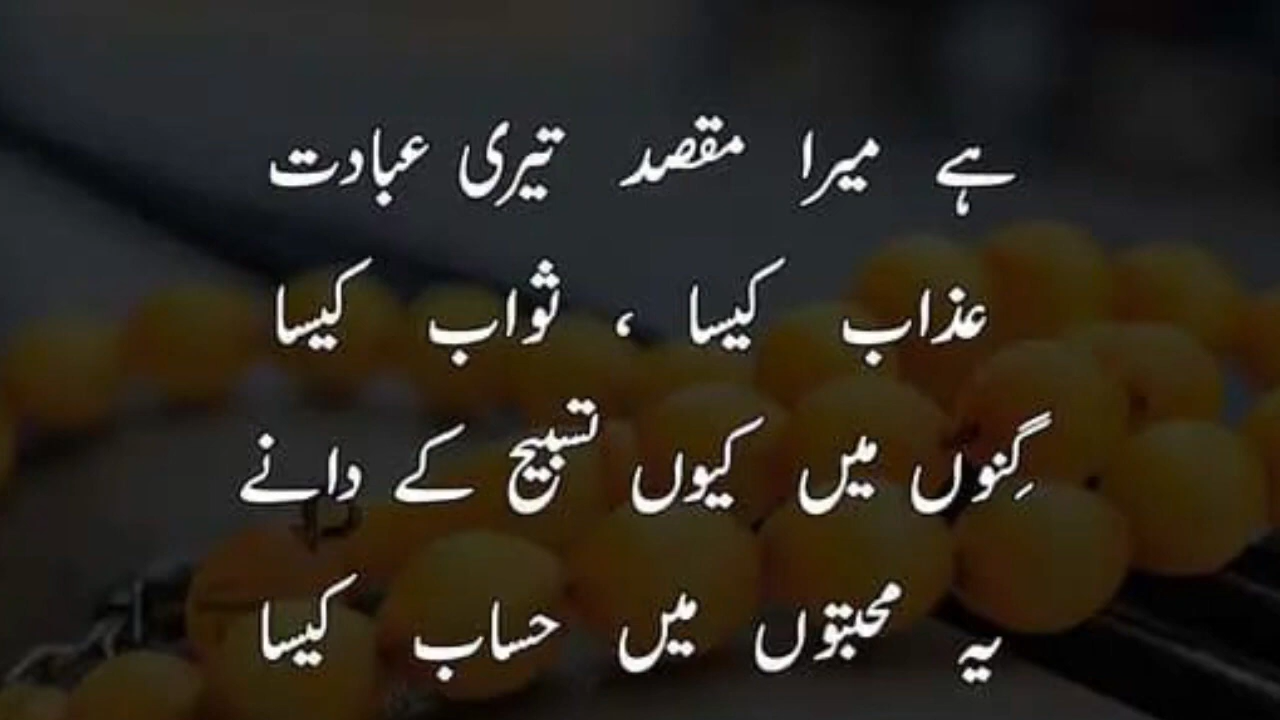 ہے میرا مقصد تیری عبادت
عذاب کیسا ، ثواب کیسا
گِنوں میں کیوں تسبیح کے دانے
یہ محبتوں میں حساب کیسا